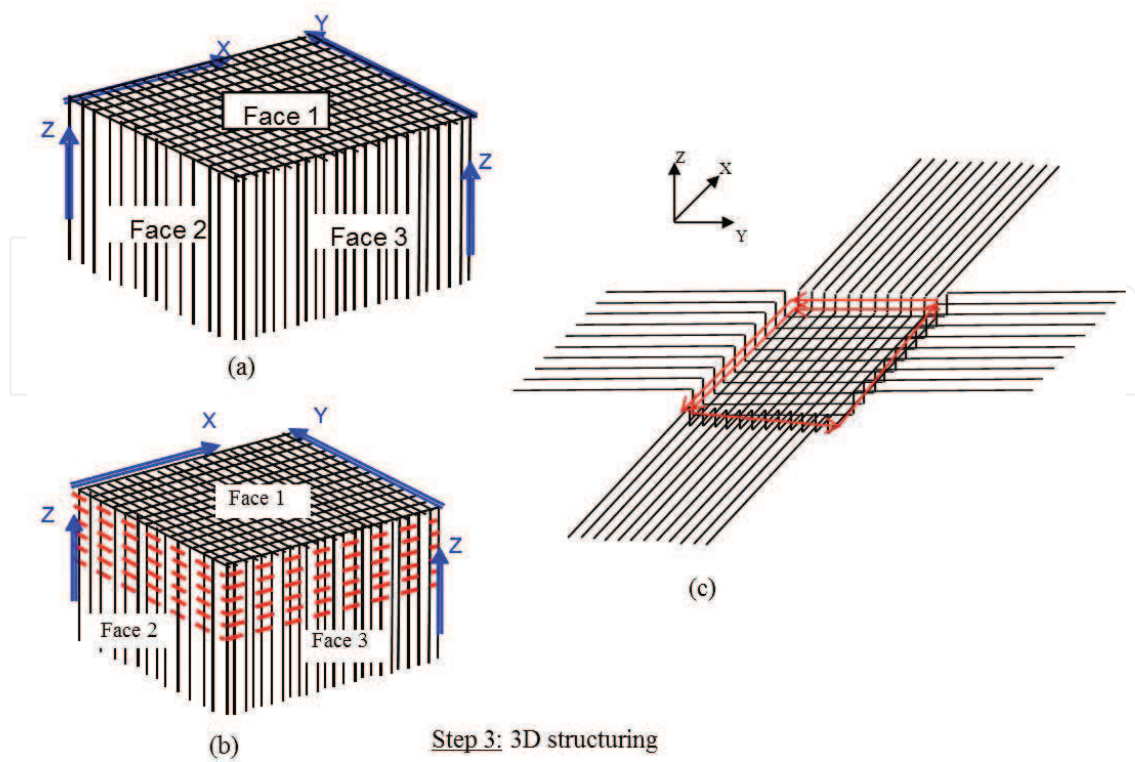 Y
X
Face 1
Z
Z
Face 2
Face 3
(a)
X
Y
Face 1
Z
Z
Face 2
Face 3
(b)
Z
X
Y
(c)
Step 3: 3D structuring